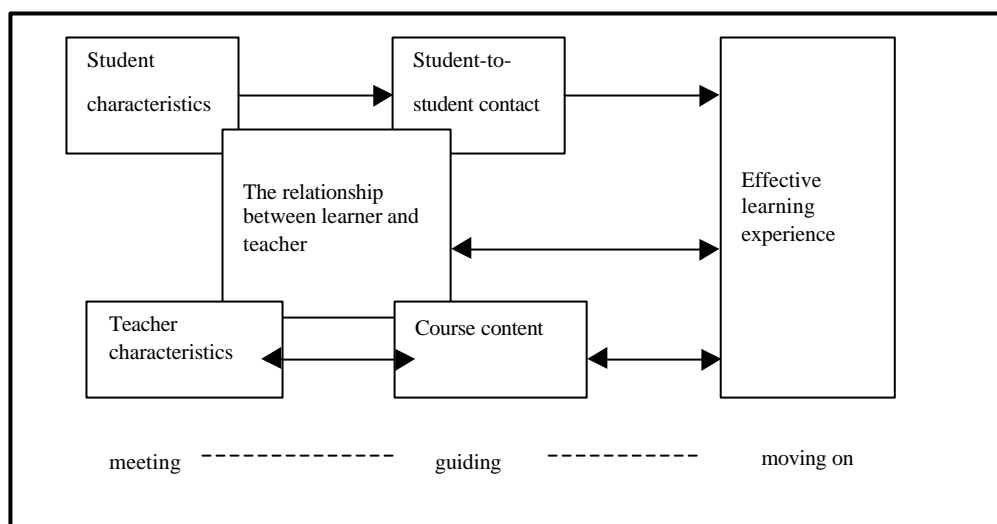 Student
characteristics
Student-to-
student contact
The relationship
between learner and
teacher
Effective
learning
experience
Teacher
characteristics
Course content
meeting
guiding
moving on